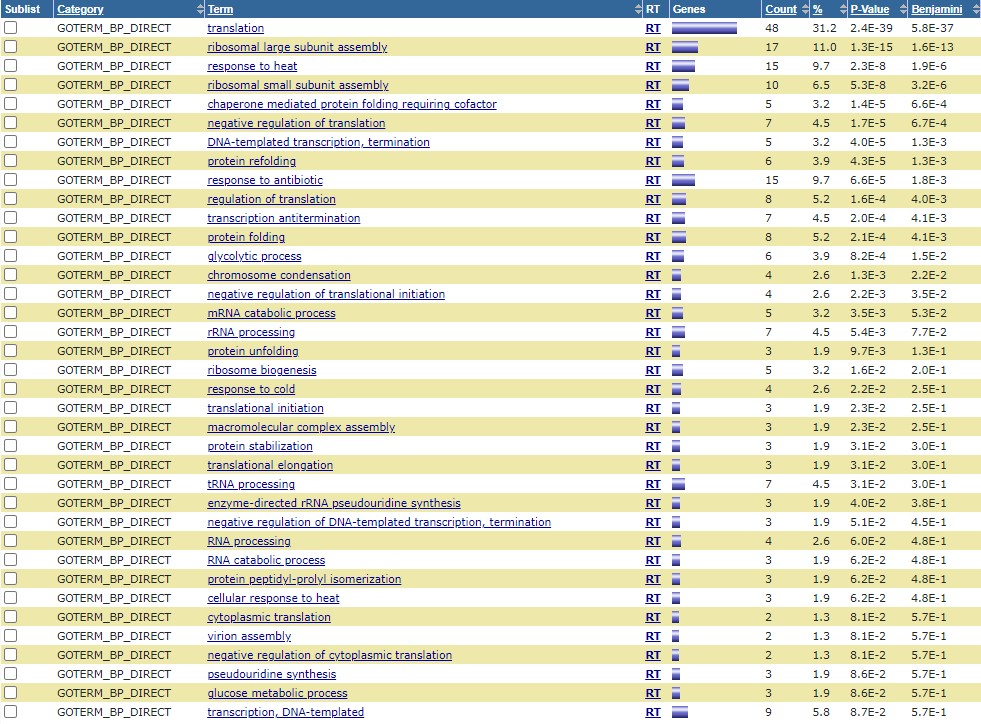 Sublist Category Term RT Genes Count % P-Value Benjamini
GOTERM_BP_DIRECT translation RT 48 31.2 2.4E-39 5.8E-37
GOTERM_BP_DIRECT ribosomal large subunit assembly RT 17 11.0 1.3E-15 1.6E-13
GOTERM_BP_DIRECT response to heat RT 15 9.7 2.3E-8 1.9E-6
GOTERM_BP_DIRECT ribosomal small subunit assembly RT 10 6.5 5.3E-8 3.2E-6
GOTERM_BP_DIRECT chaperone mediated protein folding requiring cofactor RT 5 3.2 1.4E-5 6.6E-4
GOTERM_BP_DIRECT negative regulation of translation RT 7 4.5 1.7E-5 6.7E-4
GOTERM_BP_DIRECT DNA-templated transcription, termination RT 5 3.2 4.0E-5 1.3E-3
GOTERM_BP_DIRECT protein refolding RT 6 3.9 4.3E-5 1.3E-3
GOTERM_BP_DIRECT response to antibiotic RT 15 9.7 6.6E-5 1.8E-3
GOTERM_BP_DIRECT regulation of translation RT 8 5.2 1.6E-4 4.0E-3
GOTERM_BP_DIRECT transcription antitermination RT 7 4.5 2.0E-4 4.1E-3
GOTERM_BP_DIRECT protein folding RT 8 5.2 2.1E-4 4.1E-3
GOTERM_BP_DIRECT glycolytic process RT 6 3.9 8.2E-4 1.5E-2
GOTERM_BP_DIRECT chromosome condensation RT 4 2.6 1.3E-3 2.2E-2
GOTERM_BP_DIRECT negative regulation of translational initiation RT 4 2.6 2.2E-3 3.5E-2
GOTERM_BP_DIRECT mRNA catabolic process RT 5 3.2 3.5E-3 5.3E-2
GOTERM_BP_DIRECT rRNA processing RT 7 4.5 5.4E-3 7.7E-2
GOTERM_BP_DIRECT protein unfolding RT 3 1.9 9.7E-3 1.3E-1
GOTERM_BP_DIRECT ribosome biogenesis RT 5 3.2 1.6E-2 2.0E-1
GOTERM_BP_DIRECT response to cold RT 4 2.6 2.2E-2 2.5E-1
GOTERM_BP_DIRECT translational initiation RT 3 1.9 2.3E-2 2.5E-1
GOTERM_BP_DIRECT macromolecular complex assembly RT 3 1.9 2.3E-2 2.5E-1
GOTERM_BP_DIRECT protein stabilization RT 3 1.9 3.1E-2 3.0E-1
GOTERM_BP_DIRECT translational elongation RT 3 1.9 3.1E-2 3.0E-1
GOTERM_BP_DIRECT tRNA processing RT 7 4.5 3.1E-2 3.0E-1
GOTERM_BP_DIRECT enzyme-directed rRNA pseudouridine synthesis RT 3 1.9 4.0E-2 3.8E-1
GOTERM_BP_DIRECT negative regulation of DNA-templated transcription, termination RT 3 1.9 5.1E-2 4.5E-1
GOTERM_BP_DIRECT RNA processing RT 4 2.6 6.0E-2 4.8E-1
GOTERM_BP_DIRECT RNA catabolic process RT 3 1.9 6.2E-2 4.8E-1
GOTERM_BP_DIRECT protein peptidyl-prolyl isomerization RT 3 1.9 6.2E-2 4.8E-1
GOTERM_BP_DIRECT cellular response to heat RT 3 1.9 6.2E-2 4.8E-1
GOTERM_BP_DIRECT cytoplasmic translation RT 2 1.3 8.1E-2 5.7E-1
GOTERM_BP_DIRECT virion assembly RT 2 1.3 8.1E-2 5.7E-1
GOTERM_BP_DIRECT negative regulation of cytoplasmic translation RT 2 1.3 8.1E-2 5.7E-1
GOTERM_BP_DIRECT pseudouridine synthesis RT 3 1.9 8.6E-2 5.7E-1
GOTERM_BP_DIRECT glucose metabolic process RT 3 1.9 8.6E-2 5.7E-1
GOTERM_BP_DIRECT transcription, DNA-templated RT 9 5.8 8.7E-2 5.7E-1